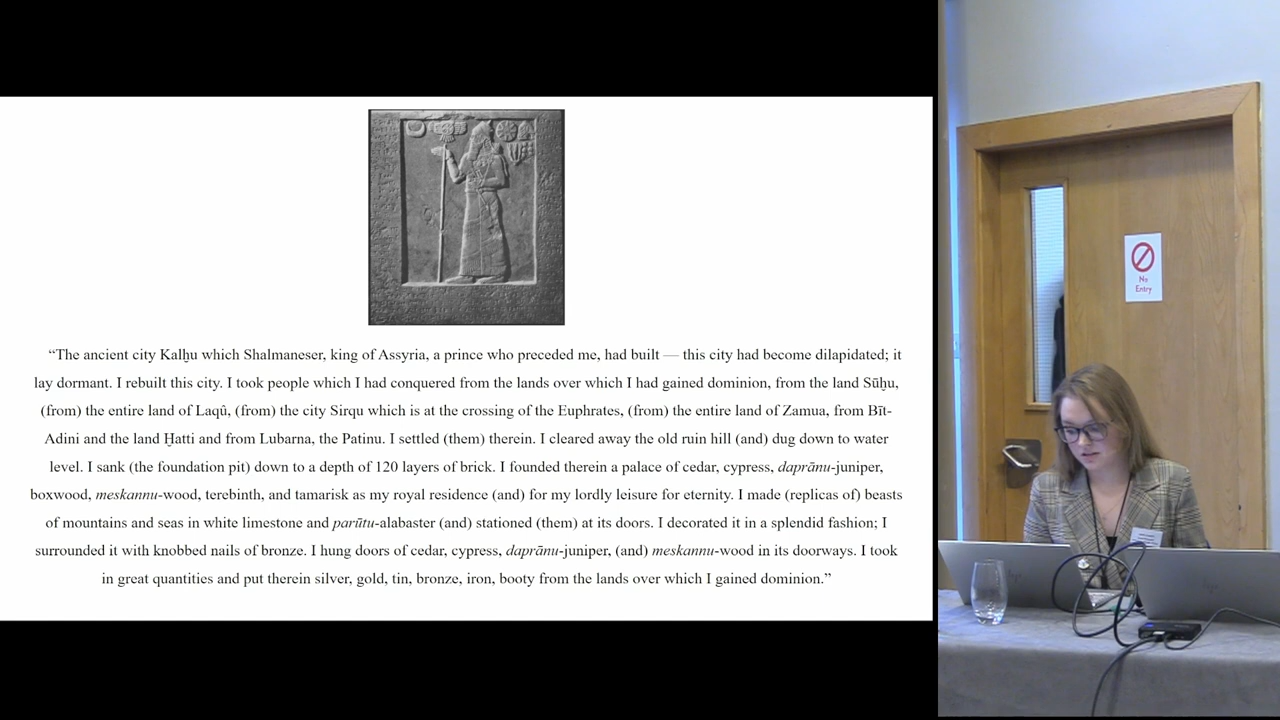 “The ancient city Kalḫu which Shalmaneser, king of Assyria, a prince who preceded me, had built — this city had become dilapidated; it
lay dormant. I rebuilt this city. I took people which I had conquered from the lands over which I had gained dominion, from the land Sūḫu,
(from) the entire land of Laqû, (from) the city Sirqu which is at the crossing of the Euphrates, (from) the entire land of Zamua, from Bīt-
Adini and the land Ḫatti and from Lubarna, the Patinu. I settled (them) therein. I cleared away the old ruin hill (and) dug down to water
level. I sank (the foundation pit) down to a depth of 120 layers of brick. I founded therein a palace of cedar, cypress, daprānu-juniper,
boxwood, meskannu-wood, terebinth, and tamarisk as my royal residence (and) for my lordly leisure for eternity. I made (replicas of) beasts
of mountains and seas in white limestone and parūtu-alabaster (and) stationed (them) at its doors. I decorated it in a splendid fashion; I
surrounded it with knobbed nails of bronze. I hung doors of cedar, cypress, daprānu-juniper, (and) meskannu-wood in its doorways. I took
in great quantities and put therein silver, gold, tin, bronze, iron, booty from the lands over which I gained dominion.”
No
Entry